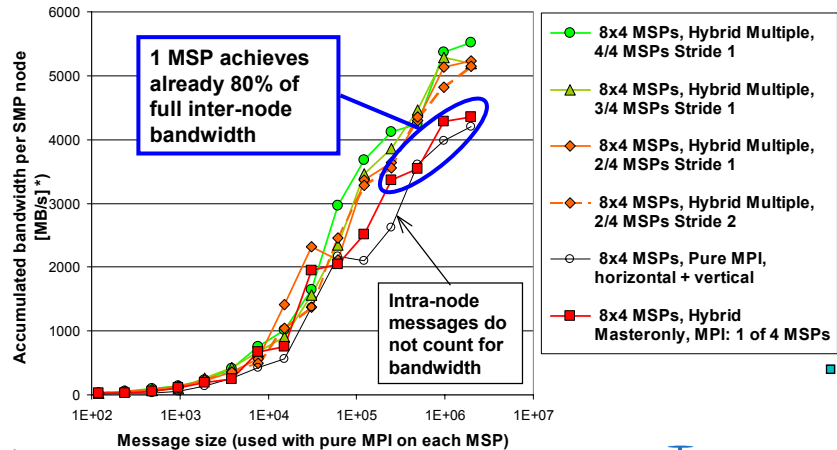 Accumulated bandwidth per SMP node
[MB/s] *)
6000
5000
4000
3000
2000
1000
0
1E+02
1E+03
1E+04
1E+05
1E+06
1E+07
Message size (used with pure MPI on each MSP)
1 MSP achieves
already 80% of
full inter-node
bandwidth
Intra-node
messages do
not count for
bandwidth
8x4 MSPs, Hybrid Multiple,
4/4 MSPs Stride 1
8x4 MSPs, Hybrid Multiple,
3/4 MSPs Stride 1
8x4 MSPs, Hybrid Multiple,
2/4 MSPs Stride 1
8x4 MSPs, Hybrid Multiple,
2/4 MSPs Stride 2
8x4 MSPs, Pure MPI,
horizontal + vertical
8x4 MSPs, Hybrid
Masteronly, MPI: 1 of 4 MSPs